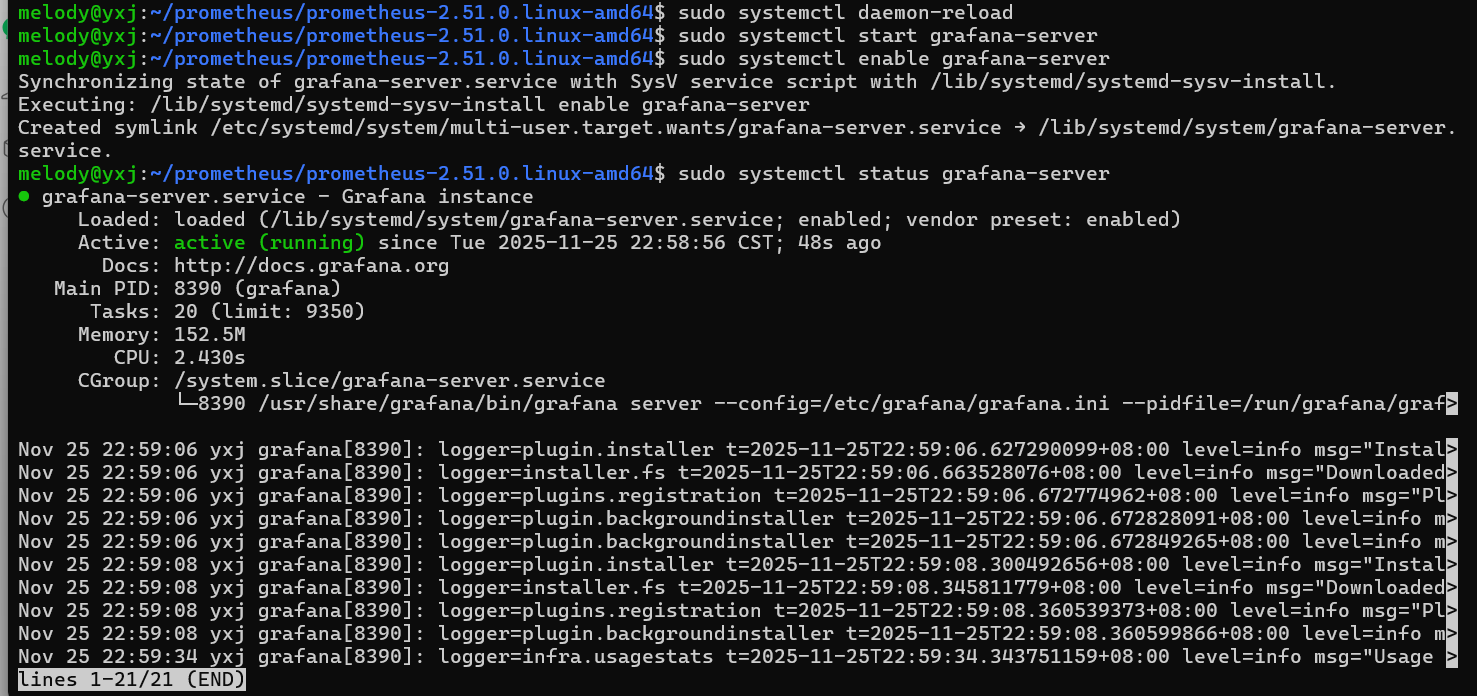 melody@yxj:~/prometheus/prometheus-2.51.0.linux-amd64$ sudo systemctl daemon-reload
melody@yxj:~/prometheus/prometheus-2.51.0.linux-amd64$ sudo systemctl start grafana-server
melody@yxj:~/prometheus/prometheus-2.51.0.linux-amd64$ sudo systemctl enable grafana-server
Synchronizing state of grafana-server.service with SysV service script with /lib/systemd/systemd-sysv-install.
Executing: /lib/systemd/systemd-sysv-install enable grafana-server
Created symlink /etc/systemd/system/multi-user.target.wants/grafana-server.service → /lib/systemd/system/grafana-server.
service.
melody@yxj:~/prometheus/prometheus-2.51.0.linux-amd64$ sudo systemctl status grafana-server
● grafana-server.service - Grafana instance
     Loaded: loaded (/lib/systemd/system/grafana-server.service; enabled; vendor preset: enabled)
     Active: active (running) since Tue 2025-11-25 22:58:56 CST; 48s ago
       Docs: http://docs.grafana.org
   Main PID: 8390 (grafana)
      Tasks: 20 (limit: 9350)
     Memory: 152.5M
        CPU: 2.430s
     CGroup: /system.slice/grafana-server.service
             └─8390 /usr/share/grafana/bin/grafana server --config=/etc/grafana/grafana.ini --pidfile=/run/grafana/graf>

Nov 25 22:59:06 yxj grafana[8390]: logger=plugin.installer t=2025-11-25T22:59:06.627290099+08:00 level=info msg="Instal>
Nov 25 22:59:06 yxj grafana[8390]: logger=installer.fs t=2025-11-25T22:59:06.663528076+08:00 level=info msg="Downloaded>
Nov 25 22:59:06 yxj grafana[8390]: logger=plugins.registration t=2025-11-25T22:59:06.672774962+08:00 level=info msg="Pl>
Nov 25 22:59:06 yxj grafana[8390]: logger=plugin.backgroundinstaller t=2025-11-25T22:59:06.672828091+08:00 level=info m>
Nov 25 22:59:06 yxj grafana[8390]: logger=plugin.backgroundinstaller t=2025-11-25T22:59:06.672849265+08:00 level=info m>
Nov 25 22:59:08 yxj grafana[8390]: logger=plugin.installer t=2025-11-25T22:59:08.300492656+08:00 level=info msg="Instal>
Nov 25 22:59:08 yxj grafana[8390]: logger=installer.fs t=2025-11-25T22:59:08.345811779+08:00 level=info msg="Downloaded>
Nov 25 22:59:08 yxj grafana[8390]: logger=plugins.registration t=2025-11-25T22:59:08.360539373+08:00 level=info msg="Pl>
Nov 25 22:59:08 yxj grafana[8390]: logger=plugin.backgroundinstaller t=2025-11-25T22:59:08.360599866+08:00 level=info m>
Nov 25 22:59:34 yxj grafana[8390]: logger=infra.usagestats t=2025-11-25T22:59:34.343751159+08:00 level=info msg="Usage >
lines 1-21/21 (END)